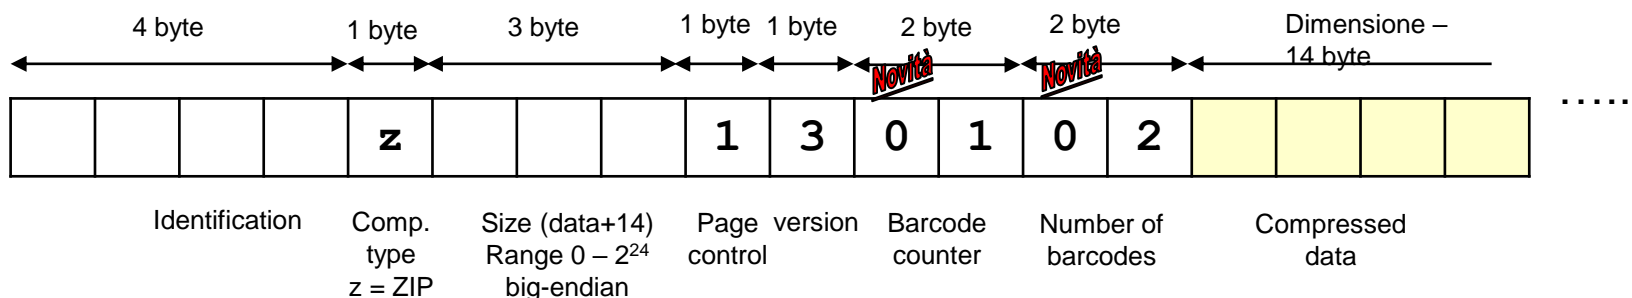 4 byte 1 byte 3 byte 1 byte 1 byte 2 byte 2 byte Dimensione –
14 byte
Novità Novità
z 1 3 0 1 0 2 .....
Identification Comp. Size (data+14) Page version Barcode Number of Compressed
type Range 0 – 2²⁴ control counter barcodes data
z = ZIP big-endian